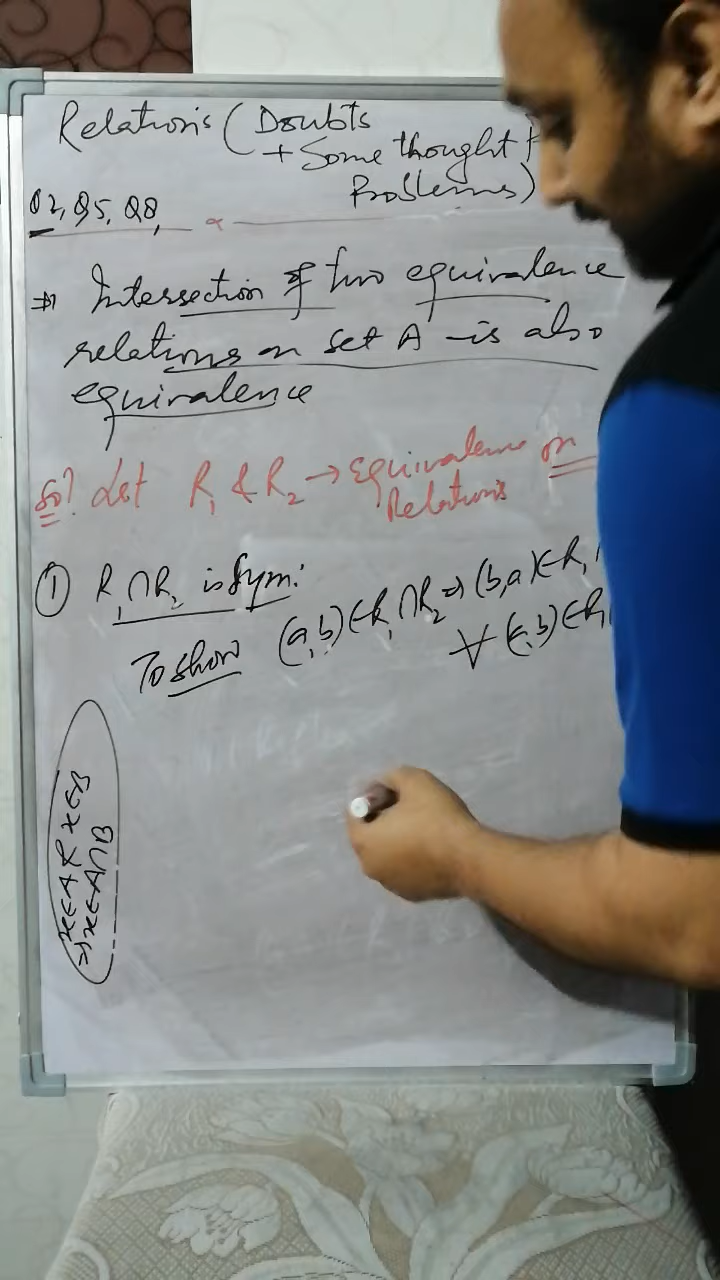 Relations (Doubts
+ Some thought
Problems)
Q2, Q5, Q8,
⇒ Intersection of two equivalence
relations on set A is also
equivalence
Sol? Let R₁ & R₂ → Equivalence on
Relations
① R₁∩R₂ is Sym:
To show (a,b)∈R₁∩R₂ ⇒ (b,a)∈R₁
∀ (a,b)∈R₁
x∈A & x∈B
⇒ x∈A∩B